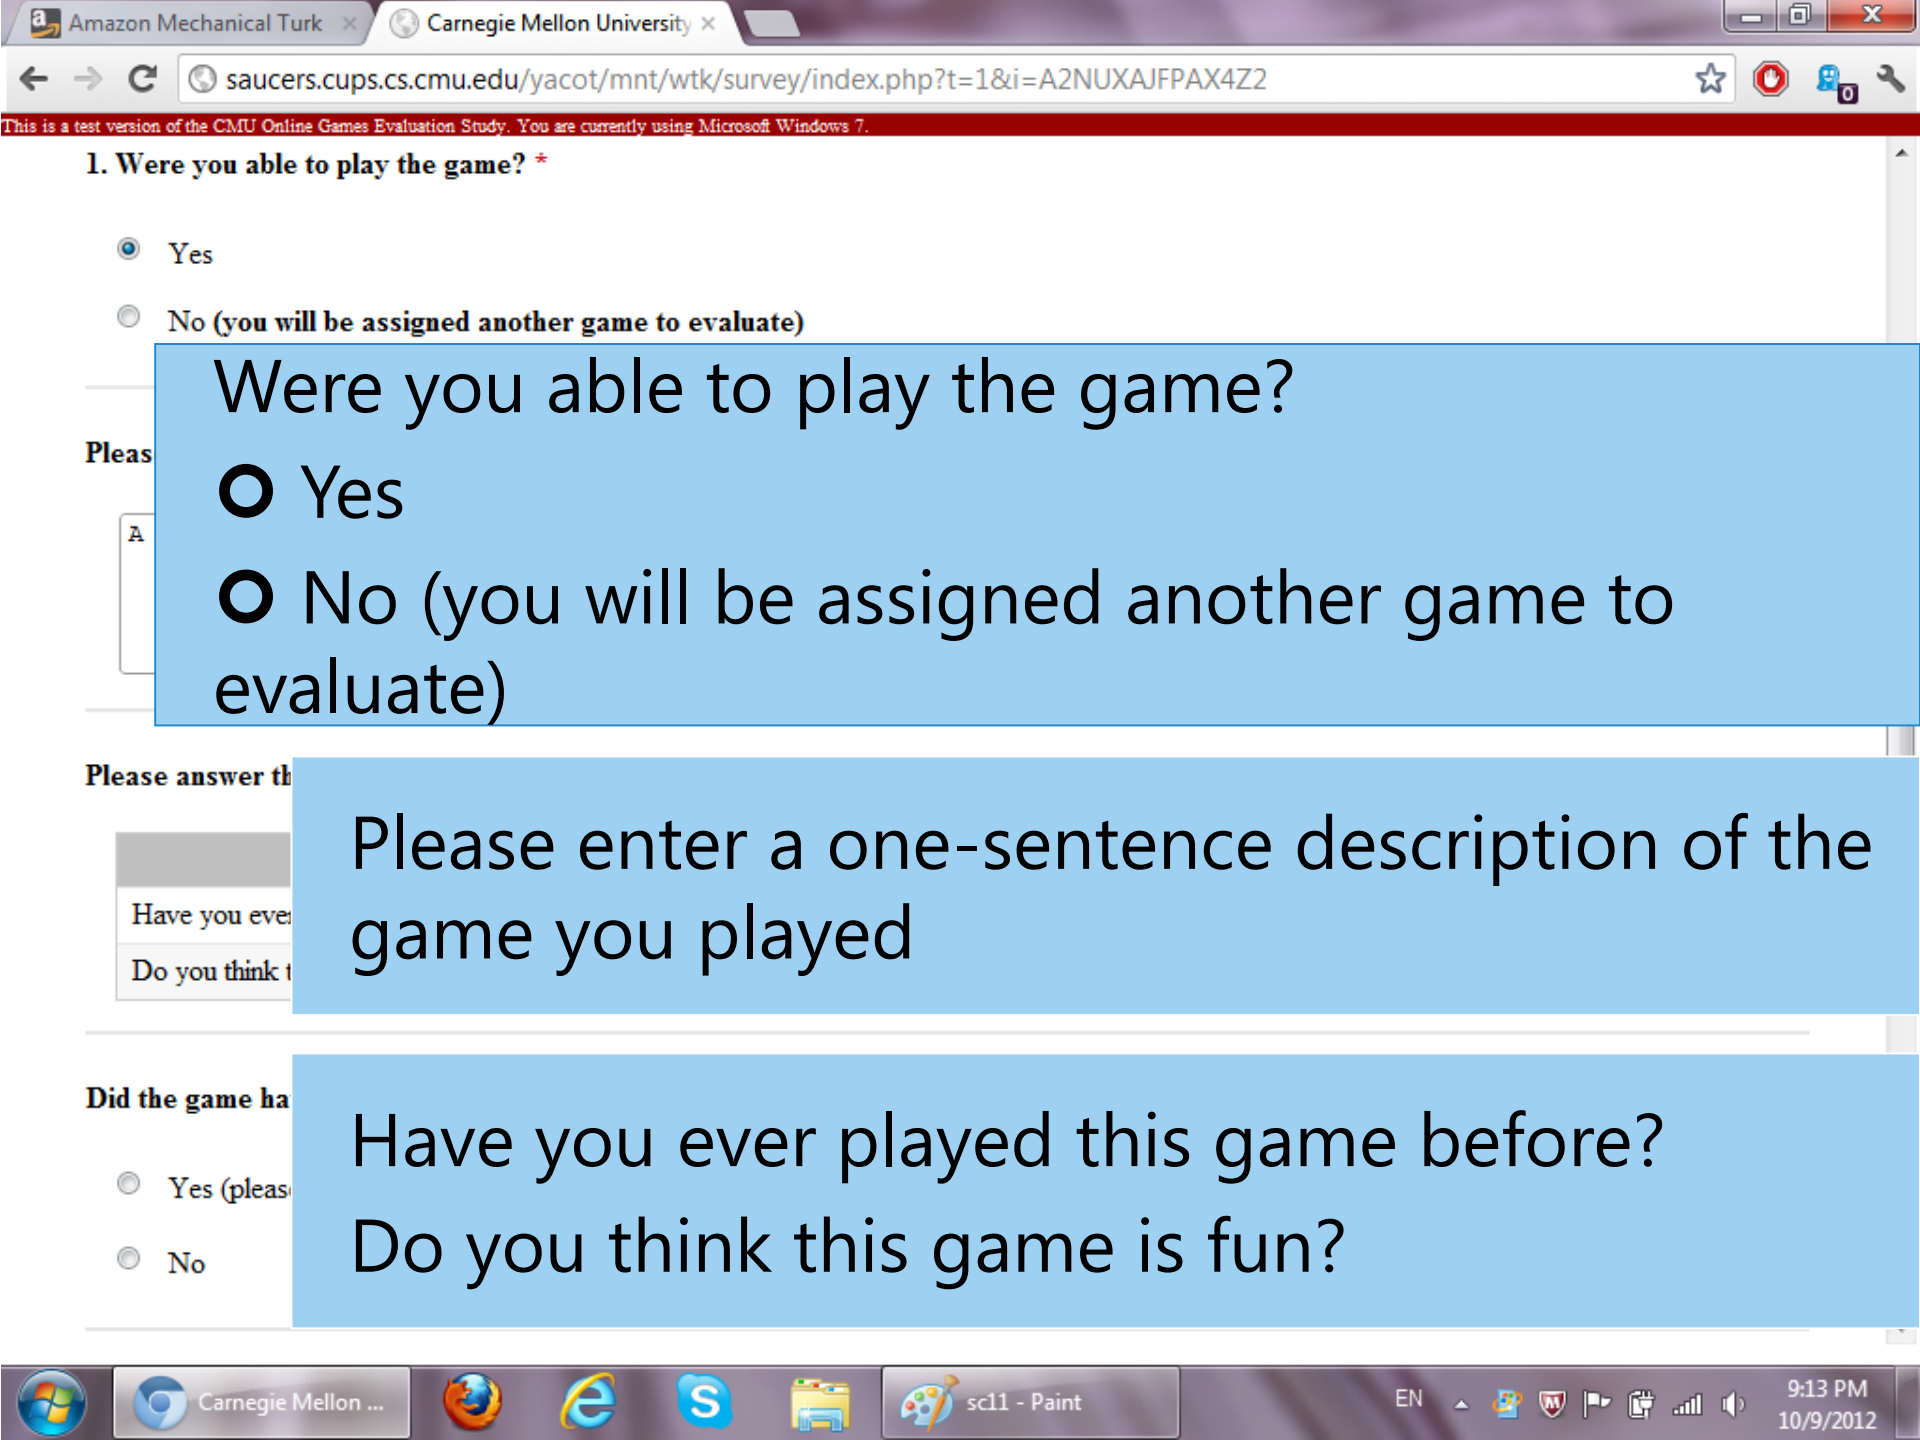 Amazon Mechanical Turk
Carnegie Mellon University
saucers.cups.cs.cmu.edu/yacot/mnt/wtk/survey/index.php?t=1&i=A2NUXAJFPAX4Z2
0
This is a test version of the CMU Online Games Evaluation Study. You are currently using Microsoft Windows 7.
1. Were you able to play the game? *
Yes
No (you will be assigned another game to evaluate)
Were you able to play the game?
Yes
No (you will be assigned another game to
evaluate)
Pleas
A
Please answer th
Please enter a one-sentence description of the
game you played
Have you ever
Do you think t
Did the game ha
Have you ever played this game before?
Do you think this game is fun?
Yes (please
No
Carnegie Mellon ...
sc11 - Paint
EN
9:13 PM
10/9/2012